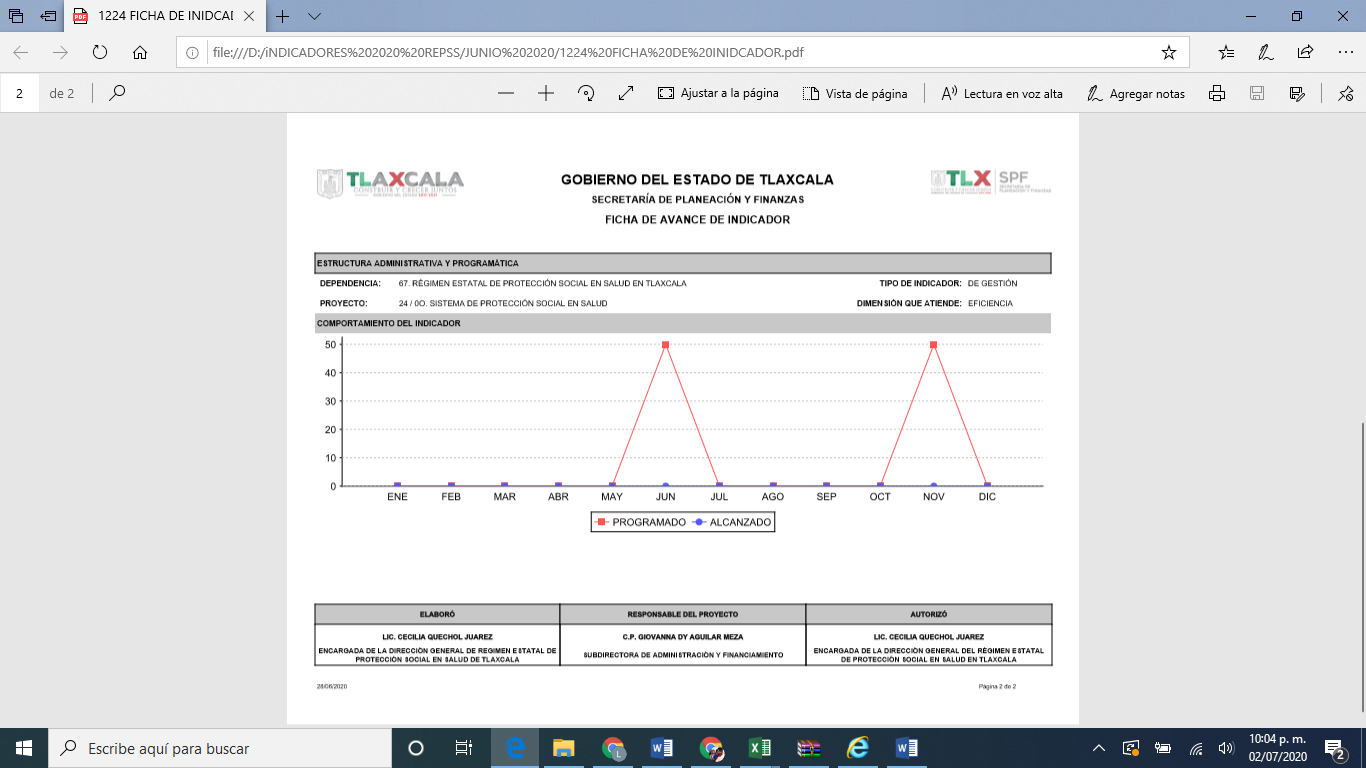 1224 FICHA DE INIDCAD
file:///D:/iNDICADORES%202020%20REPSS/JUNIO%202020/1224%20FICHA%20DE%20INIDCADOR.pdf
2 de 2
Ajustar a la página
Vista de página
Lectura en voz alta
Agregar notas
TLAXCALA
CONSTRUIR Y CRECER JUNTOS
GOBIERNO DEL ESTADO DE TLAXCALA
SECRETARÍA DE PLANEACIÓN Y FINANZAS
FICHA DE AVANCE DE INDICADOR
TLX SPF
ESTRUCTURA ADMINISTRATIVA Y PROGRAMÁTICA
DEPENDENCIA: 67. RÉGIMEN ESTATAL DE PROTECCIÓN SOCIAL EN SALUD EN TLAXCALA TIPO DE INDICADOR: DE GESTIÓN
PROYECTO: 24 / 0O. SISTEMA DE PROTECCIÓN SOCIAL EN SALUD DIMENSIÓN QUE ATIENDE: EFICIENCIA
COMPORTAMIENTO DEL INDICADOR
50
40
30
20
10
0
ENE FEB MAR ABR MAY JUN JUL AGO SEP OCT NOV DIC
PROGRAMADO ALCANZADO
ELABORÓ RESPONSABLE DEL PROYECTO AUTORIZÓ
LIC. CECILIA QUECHOL JUAREZ C.P. GIOVANNA DY AGUILAR MEZA LIC. CECILIA QUECHOL JUAREZ
ENCARGADA DE LA DIRECCIÓN GENERAL DE REGIMEN ESTATAL DE PROTECCIÓN SOCIAL EN SALUD DE TLAXCALA
SUBDIRECTORA DE ADMINISTRACIÓN Y FINANCIAMIENTO
ENCARGADA DE LA DIRECCIÓN GENERAL DEL RÉGIMEN ESTATAL DE PROTECCIÓN SOCIAL EN SALUD EN TLAXCALA
28/06/2020 Página 2 de 2
Escribe aquí para buscar
10:04 p. m.
02/07/2020
2